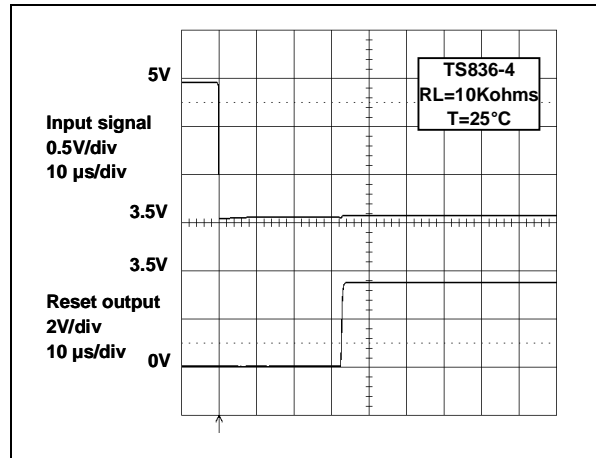 5V
TS836-4
RL=10Kohms
T=25°C
Input signal
0.5V/div
10 µs/div
3.5V
3.5V
Reset output
2V/div
10 µs/div
0V